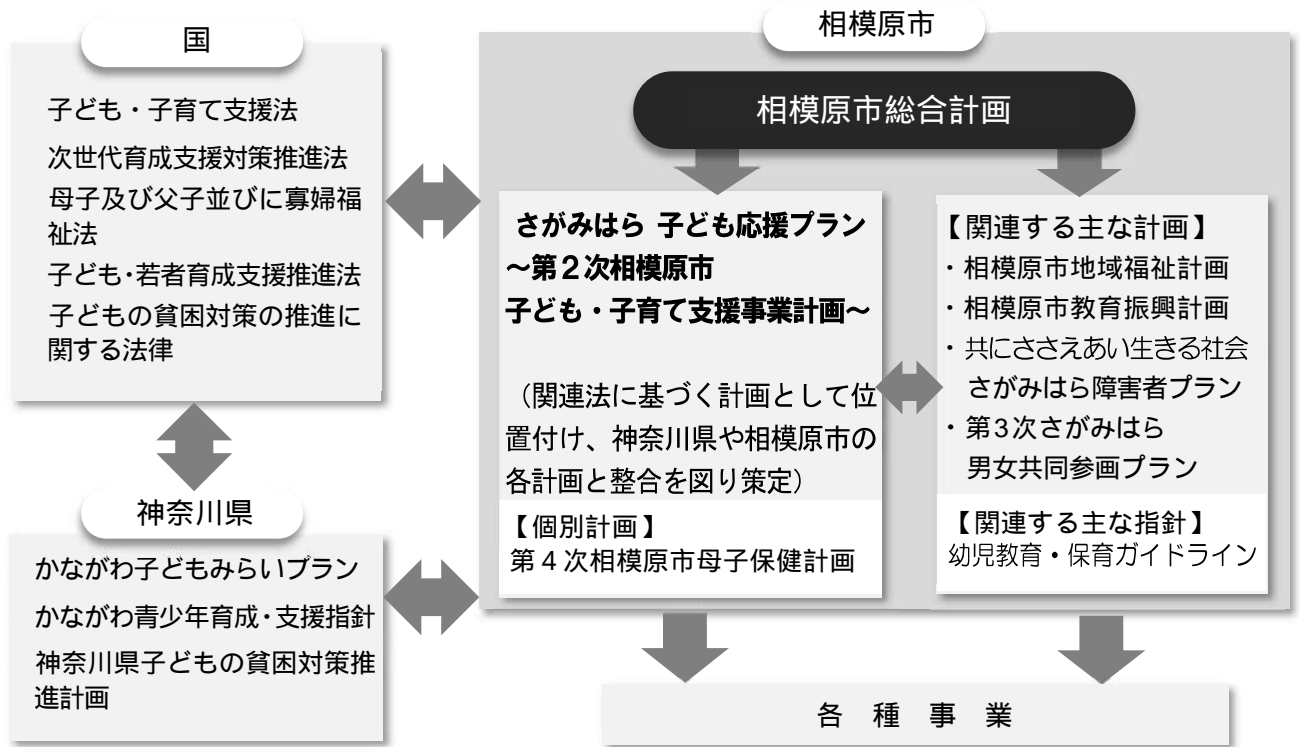 国
子ども・子育て支援法
次世代育成支援対策推進法
母子及び父子並びに寡婦福
祉法
子ども・若者育成支援推進法
子どもの貧困対策の推進に
関する法律
神奈川県
かながわ子どもみらいプラン
かながわ青少年育成・支援指針
神奈川県子どもの貧困対策推
進計画
相模原市
相模原市総合計画
さがみはら 子ども応援プラン
～第2次相模原市
子ども・子育て支援事業計画～
（関連法に基づく計画として位
置付け、神奈川県や相模原市の
各計画と整合を図り策定）
【個別計画】
第4次相模原市母子保健計画
【関連する主な計画】
・相模原市地域福祉計画
・相模原市教育振興計画
・共にささえあい生きる社会
さがみはら障害者プラン
・第3次さがみはら
男女共同参画プラン
【関連する主な指針】
幼児教育・保育ガイドライン
各 種 事 業